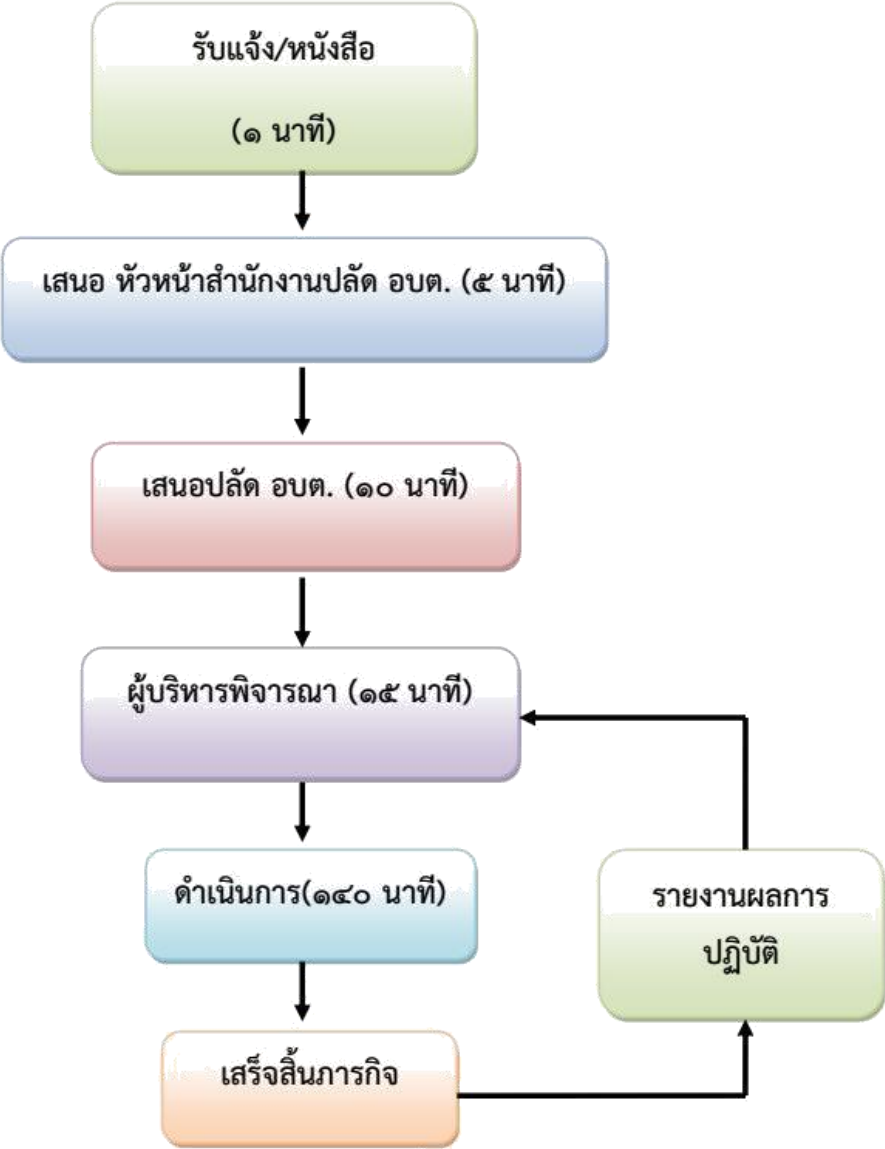 รับแจ้ง/หนังสือ
(๑ นาที)
เสนอ หัวหน้าสำนักงานปลัด อบต. (๕ นาที)
เสนอปลัด อบต. (๑๐ นาที)
ผู้บริหารพิจารณา (๑๕ นาที)
ดำเนินการ(๑๔๐ นาที)
รายงานผลการ
ปฏิบัติ
เสร็จสิ้นภารกิจ